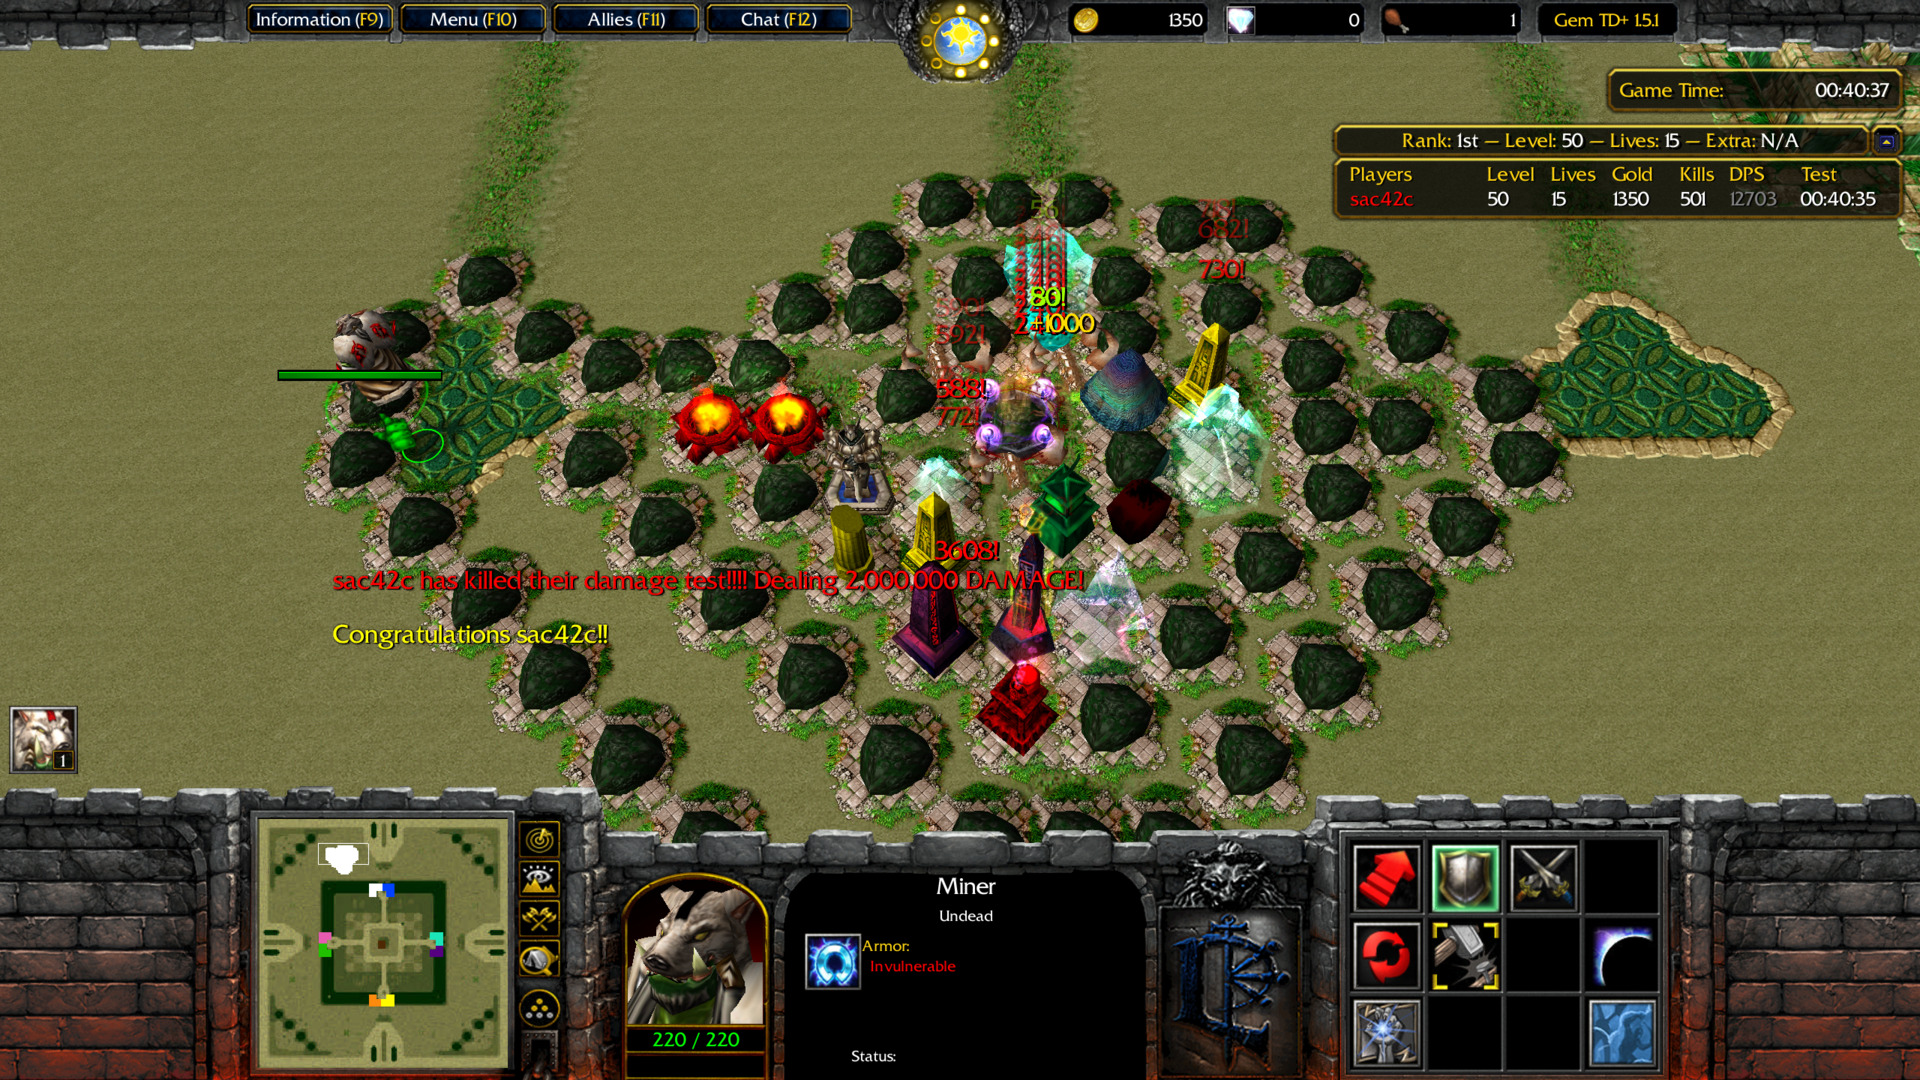 Information (F9)
Menu (F10)
Allies (F11)
Chat (F12)
1350
0
1
Gem TD+ 1.5.1
Game Time: 00:40:37
Rank: 1st — Level: 50 — Lives: 15 — Extra: N/A
Players Level Lives Gold Kills DPS Test
sac42c 50 15 1350 501 12703 00:40:35
682!
730!
80!
+1000
592!
588!
772!
3608!
sac42c has killed their damage test!!!! Dealing 2,000,000 DAMAGE!
Congratulations sac42c!!
1
Miner
Undead
Armor:
Invulnerable
220 / 220
Status: